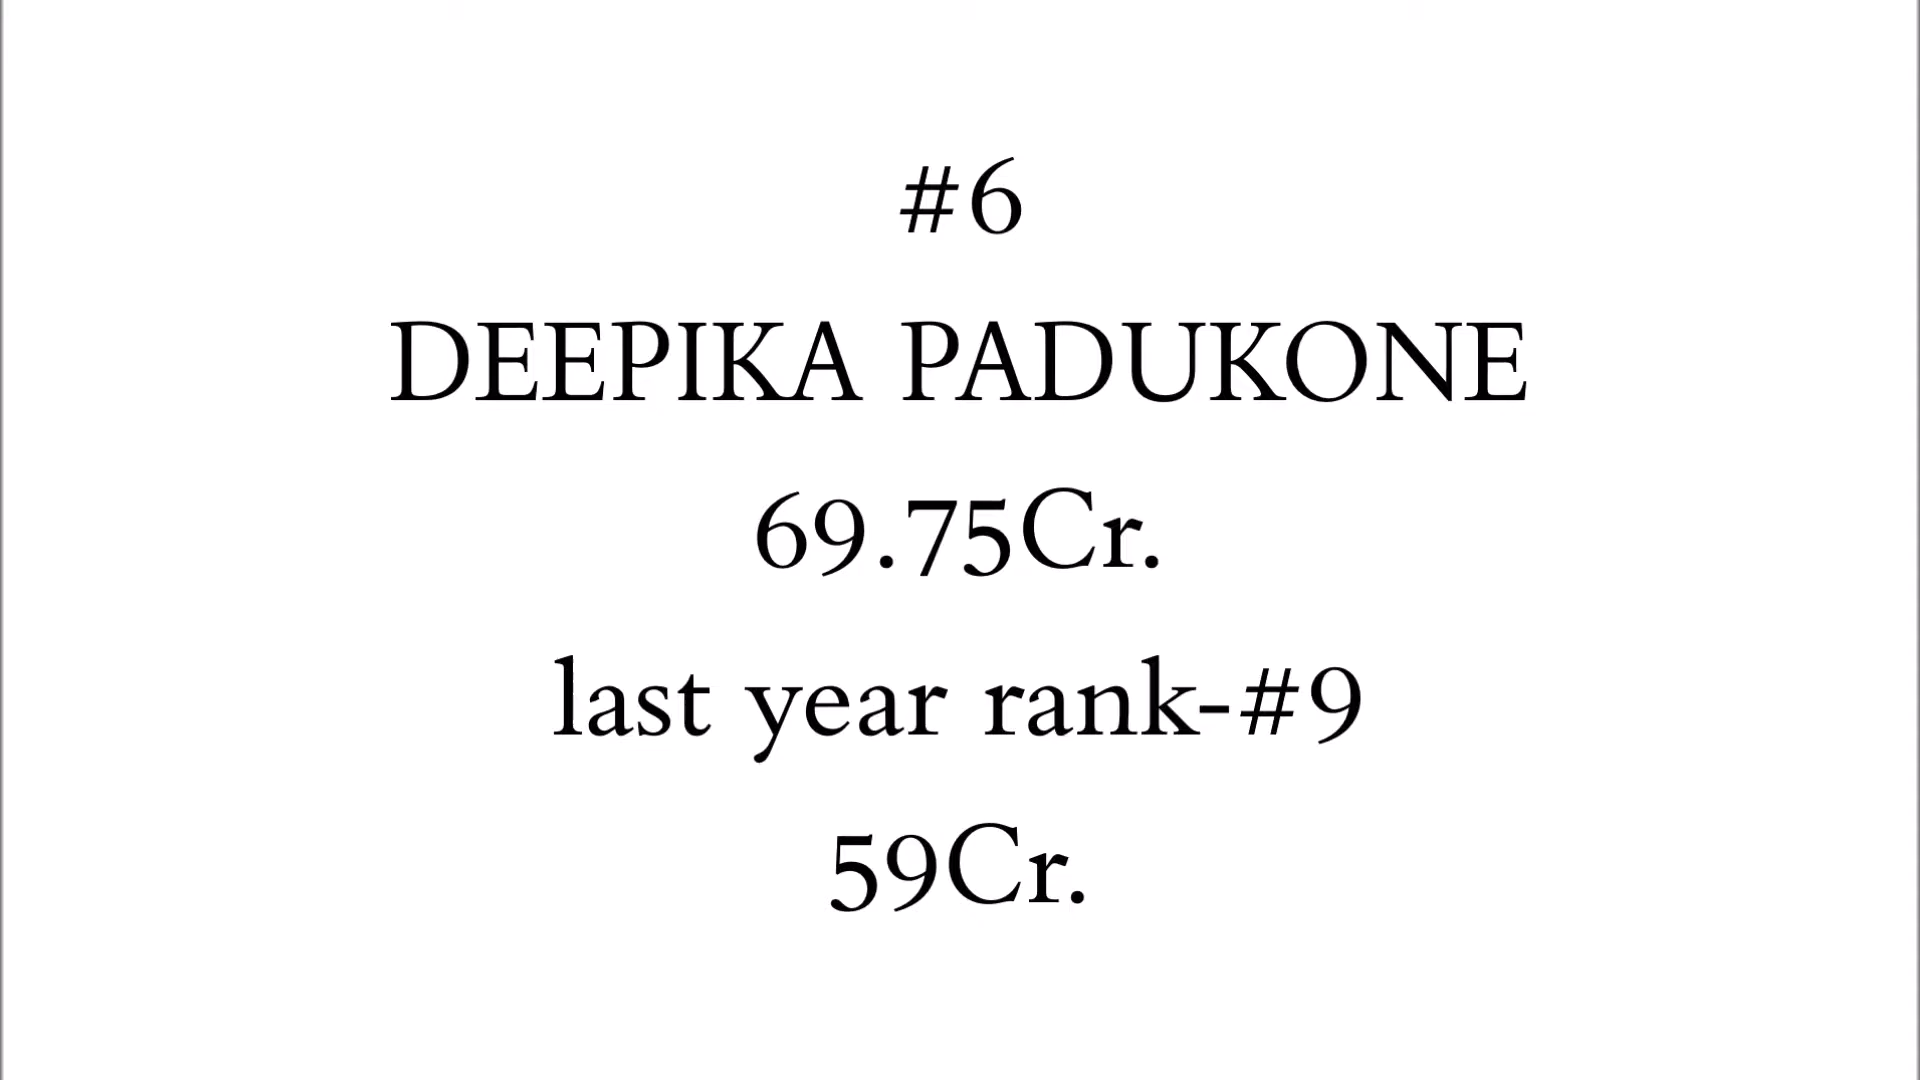 #6
DEEPIKA PADUKONE
69.75Cr.
last year rank-#9
59Cr.